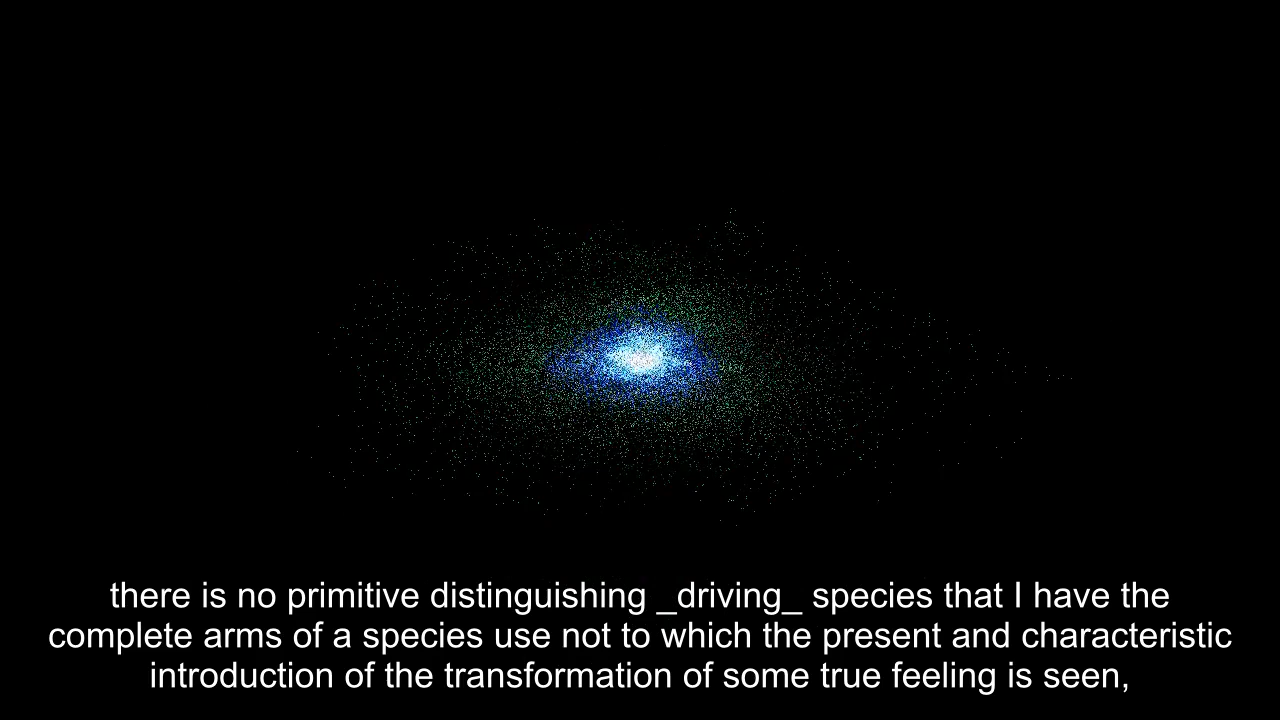 there is no primitive distinguishing _driving_ species that I have the
complete arms of a species use not to which the present and characteristic
introduction of the transformation of some true feeling is seen,